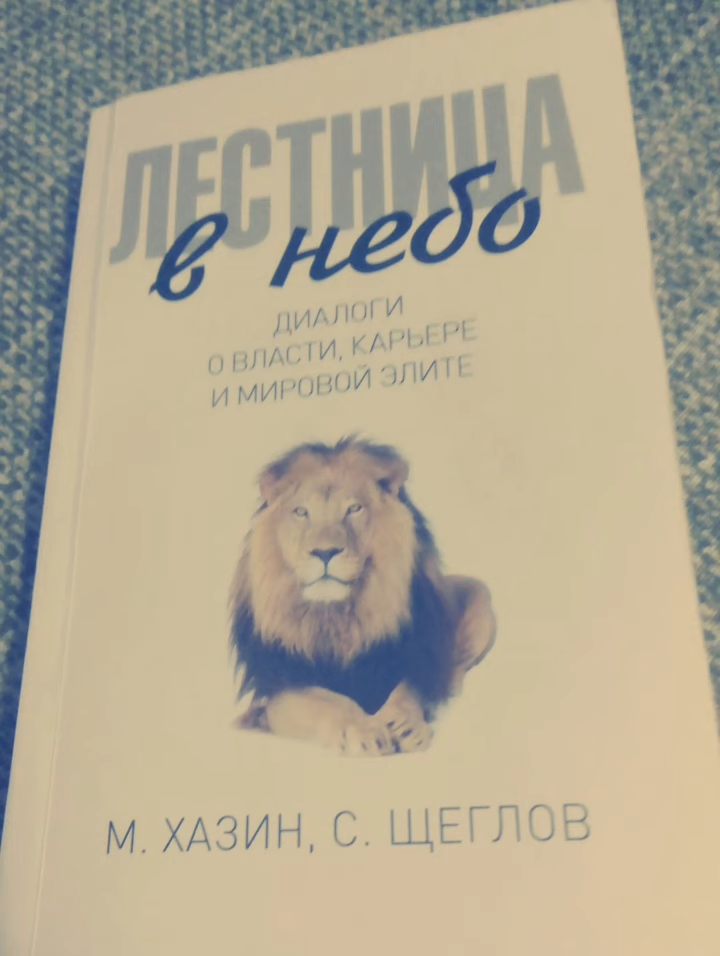 ЛЕСТНИЦА
в небо
ДИАЛОГИ
О ВЛАСТИ, КАРЬЕРЕ
И МИРОВОЙ ЭЛИТЕ
М. ХАЗИН, С. ЩЕГЛОВ